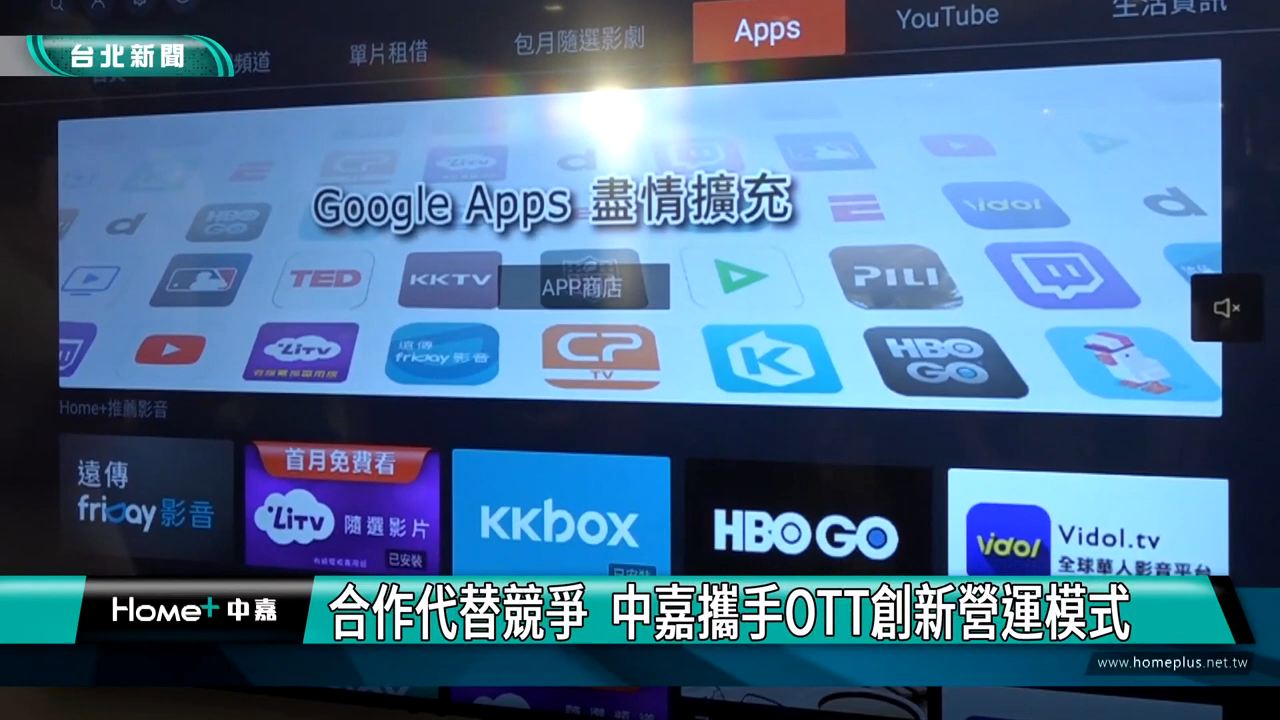 台北新聞
頻道
單片租借
包月隨選影劇
Apps
YouTube
生活資訊
Google Apps 盡情擴充
HBO GO
Vidol
TED
KKTV
APP商店
PILI
LiTV
遠傳 friDay 影音
CP TV
HBO GO
Home+推薦影音
遠傳 friDay影音
首月免費看
LiTV 隨選影片
已安裝
KKBOX
已安裝
HBO GO
Vidol
Vidol.tv
全球華人影音平台
Home+ 中嘉
合作代替競爭 中嘉攜手OTT創新營運模式
www.homeplus.net.tw